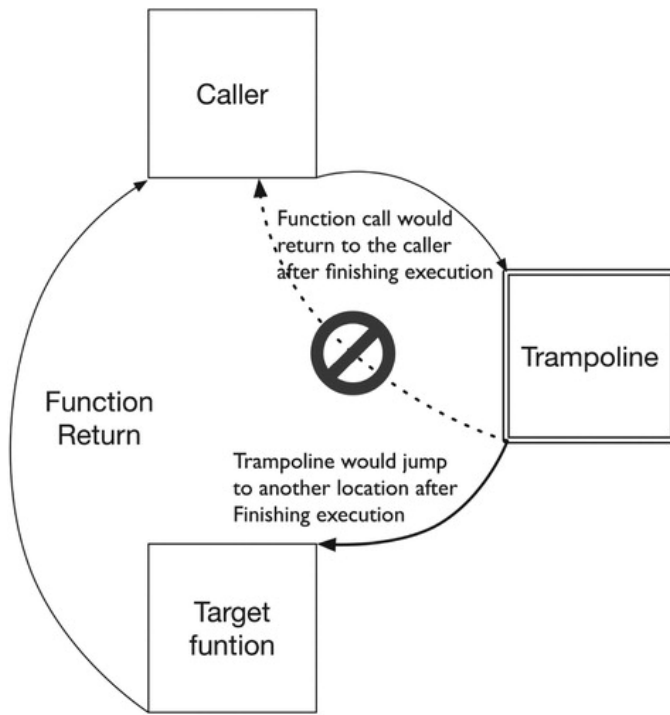 Caller
Function call would
return to the caller
after finishing execution
Trampoline
Function
Return
Trampoline would jump
to another location after
Finishing execution
Target
funtion